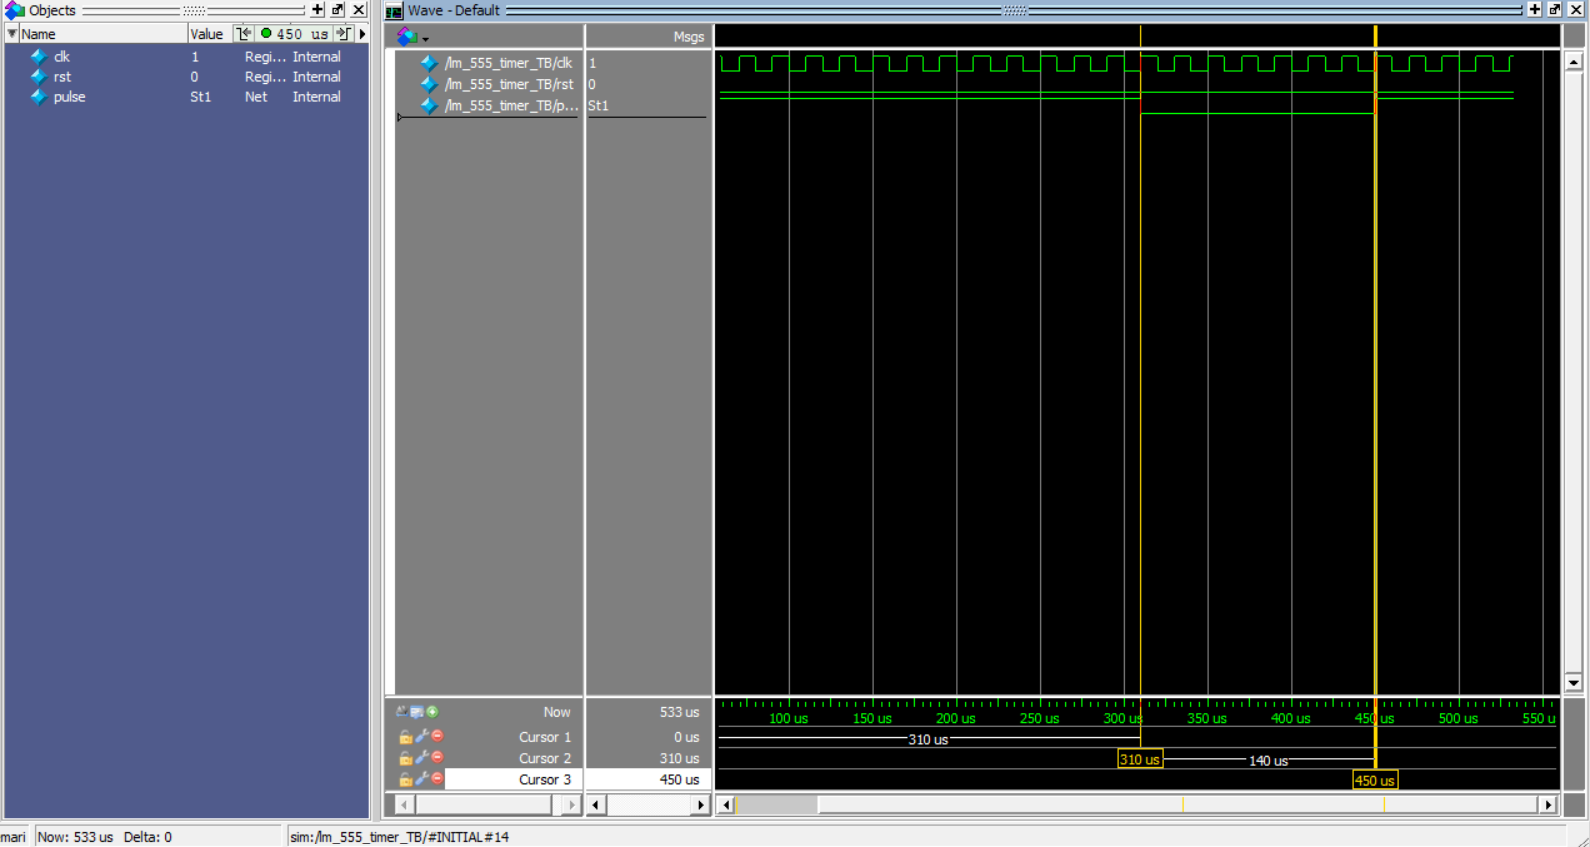 Objects
Name Value 450 us
clk 1 Regi... Internal
rst 0 Regi... Internal
pulse St1 Net Internal
Wave - Default
Msgs
/lm_555_timer_TB/clk 1
/lm_555_timer_TB/rst 0
/lm_555_timer_TB/p... St1
Now 533 us
100 us 150 us 200 us 250 us 300 us 350 us 400 us 450 us 500 us 550 u
Cursor 1 0 us
310 us
Cursor 2 310 us
310 us 140 us
Cursor 3 450 us
450 us
mari Now: 533 us Delta: 0 sim:/lm_555_timer_TB/#INITIAL#14